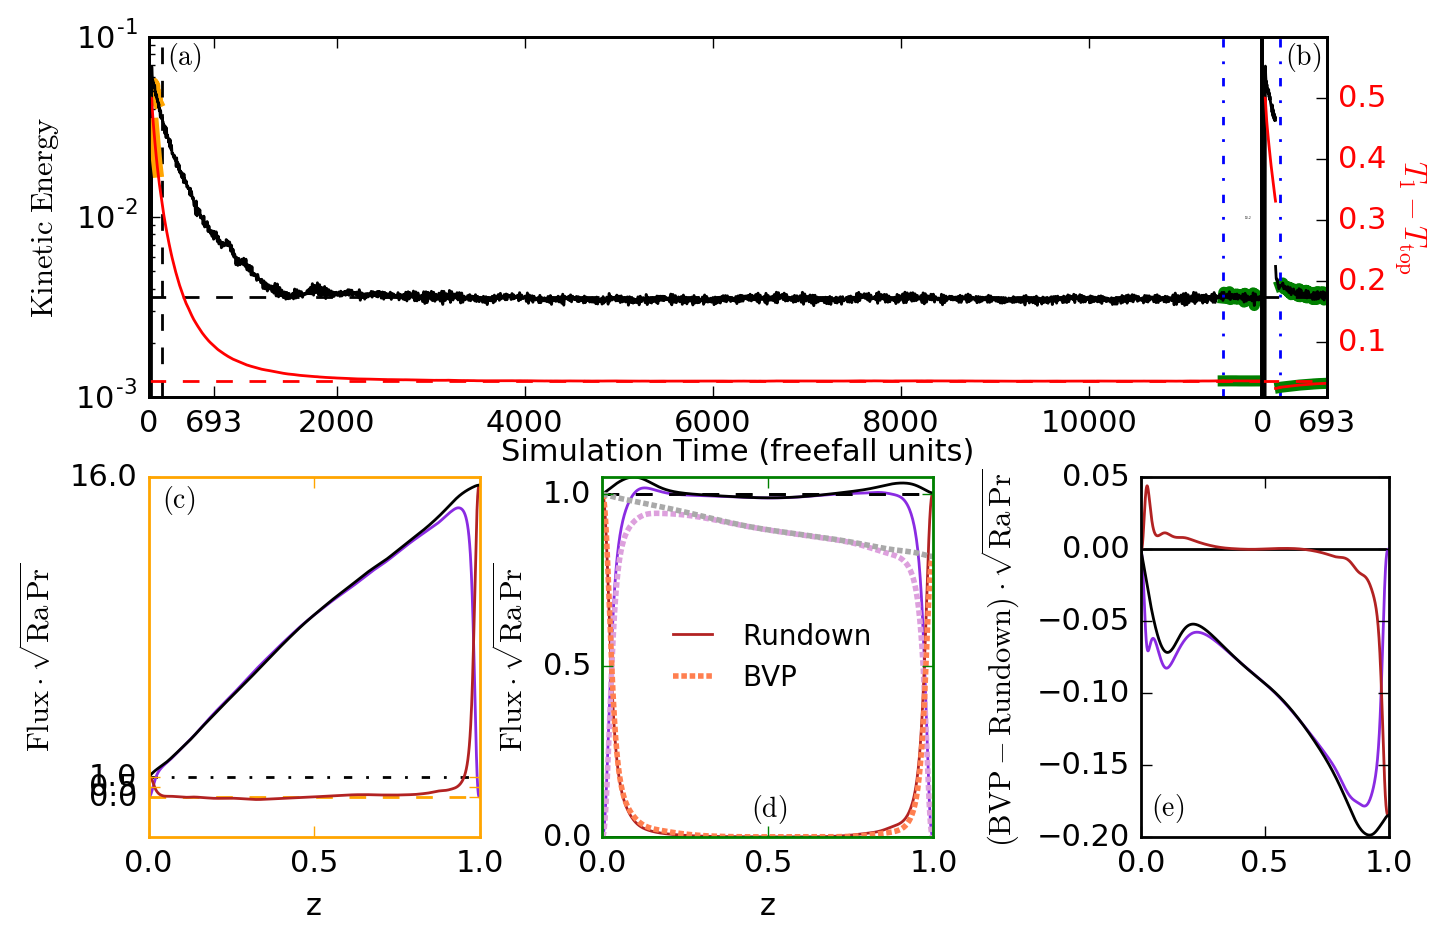 10^{-1}
(a)
(b)
0.5
0.4
Kinetic Energy
10^{-2}
0.3
T_1 − T_top
0.2
0.1
10^{-3}
0 693 2000 4000 6000 8000 10000 0 693
Simulation Time (freefall units)
16.0
(c)
Flux · √Ra Pr
1.0
0.5
0.0
0.0 0.5 1.0
z
Flux · √Ra Pr
1.0
0.5
0.0
Rundown
BVP
(d)
0.0 0.5 1.0
z
(BVP − Rundown) · √Ra Pr
0.05
0.00
−0.05
−0.10
−0.15
−0.20
(e)
0.0 0.5 1.0